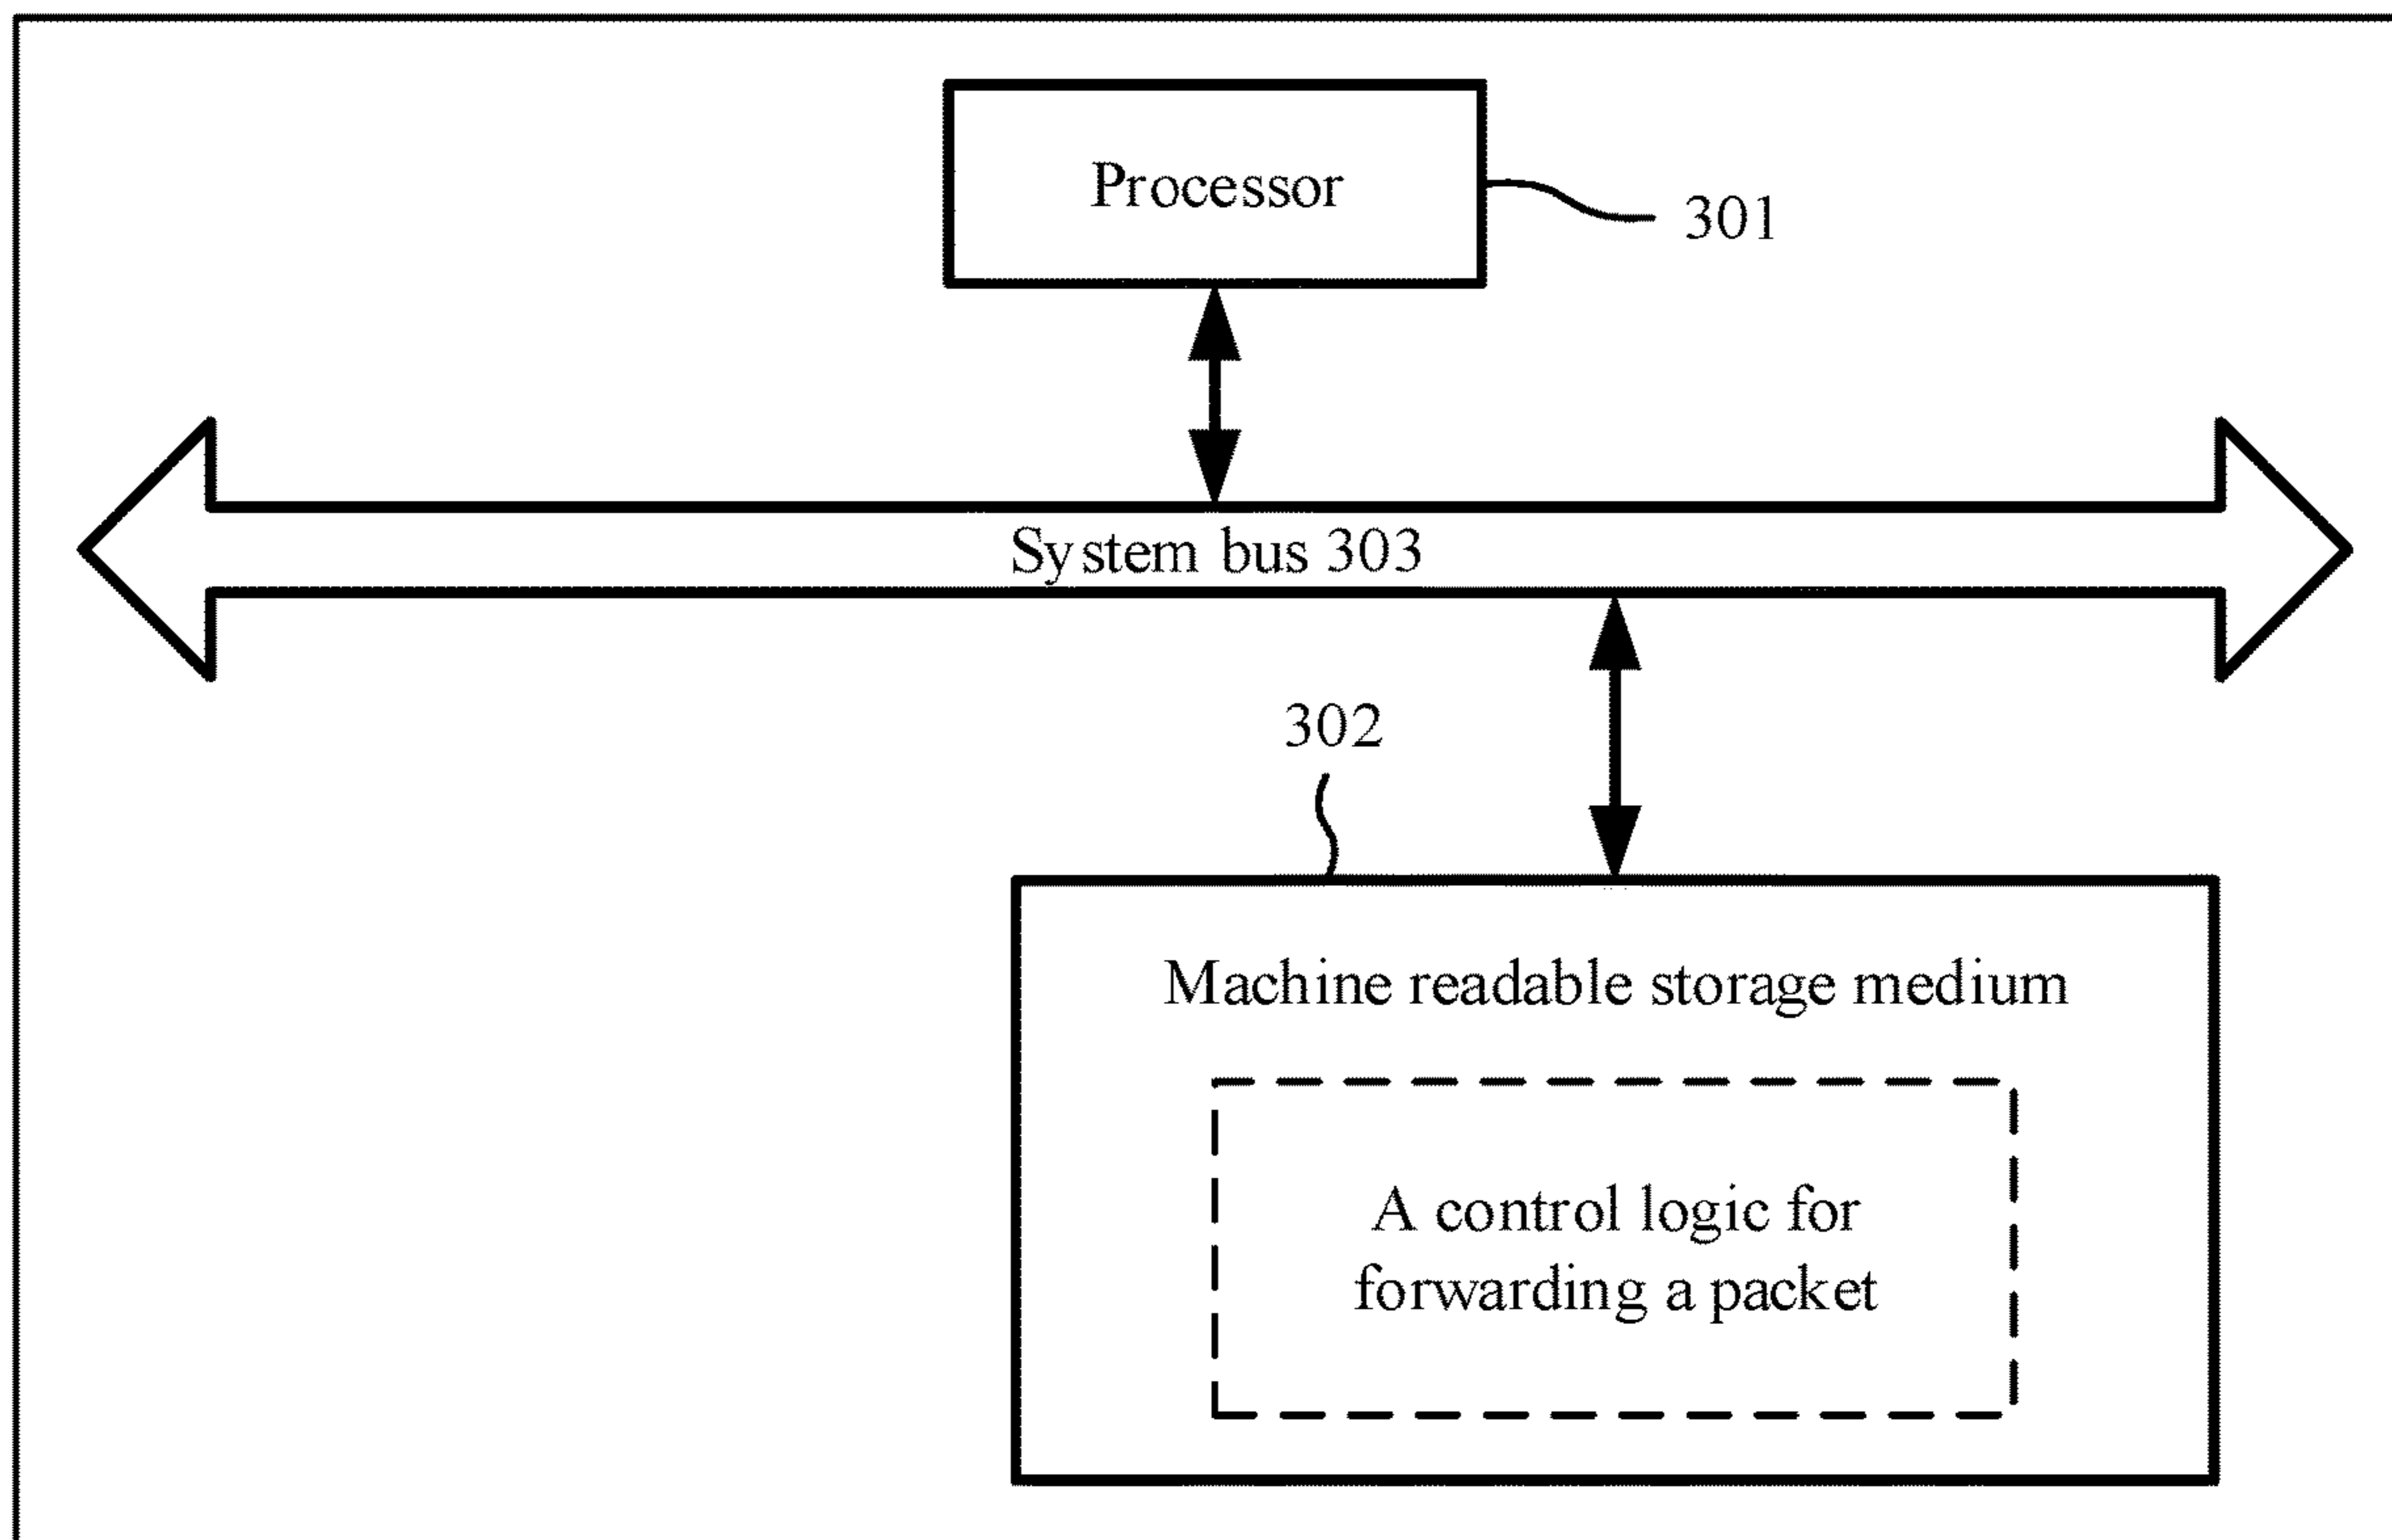 Processor
301
System bus 303
302
Machine readable storage medium
A control logic for
forwarding a packet